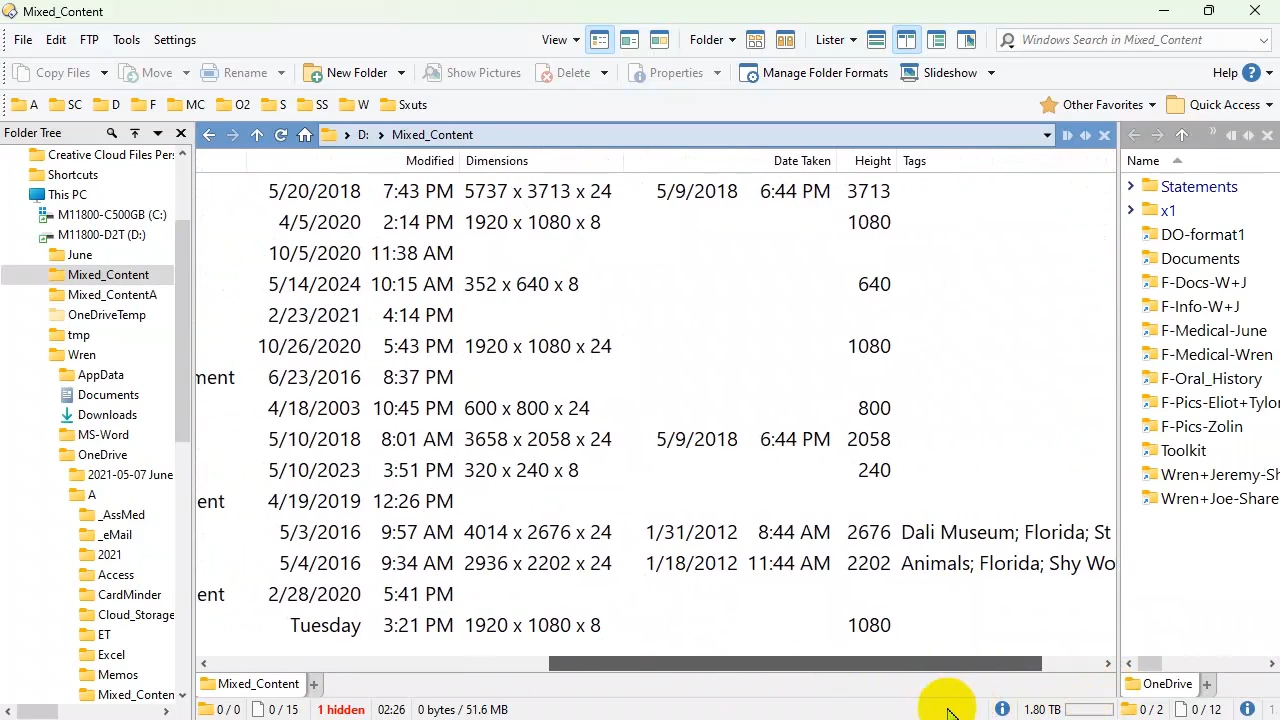 Mixed_Content
File Edit FTP Tools Settings
View Folder Lister Windows Search in Mixed_Content
Copy Files Move Rename New Folder Show Pictures Delete Properties Manage Folder Formats Slideshow Help
A SC D F MC O2 S SS W Sxuts Other Favorites Quick Access
Folder Tree
Creative Cloud Files Per
Shortcuts
This PC
M11800-C500GB (C:)
M11800-D2T (D:)
June
Mixed_Content
Mixed_ContentA
OneDriveTemp
tmp
Wren
AppData
Documents
Downloads
MS-Word
OneDrive
2021-05-07 June
A
_AssMed
_eMail
2021
Access
CardMinder
Cloud_Storage
ET
Excel
Memos
Mixed_Conten
D: Mixed_Content
Modified Dimensions Date Taken Height Tags
5/20/2018 7:43 PM 5737 x 3713 x 24 5/9/2018 6:44 PM 3713
4/5/2020 2:14 PM 1920 x 1080 x 8 1080
10/5/2020 11:38 AM
5/14/2024 10:15 AM 352 x 640 x 8 640
2/23/2021 4:14 PM
10/26/2020 5:43 PM 1920 x 1080 x 24 1080
ment 6/23/2016 8:37 PM
4/18/2003 10:45 PM 600 x 800 x 24 800
5/10/2018 8:01 AM 3658 x 2058 x 24 5/9/2018 6:44 PM 2058
5/10/2023 3:51 PM 320 x 240 x 8 240
ent 4/19/2019 12:26 PM
5/3/2016 9:57 AM 4014 x 2676 x 24 1/31/2012 8:44 AM 2676 Dali Museum; Florida; St
5/4/2016 9:34 AM 2936 x 2202 x 24 1/18/2012 11:44 AM 2202 Animals; Florida; Shy Wo
ent 2/28/2020 5:41 PM
Tuesday 3:21 PM 1920 x 1080 x 8 1080
Mixed_Content
0 / 0 0 / 15 1 hidden 02:26 0 bytes / 51.6 MB 1.80 TB
Name
Statements
x1
DO-format1
Documents
F-Docs-W+J
F-Info-W+J
F-Medical-June
F-Medical-Wren
F-Oral_History
F-Pics-Eliot+Tylor
F-Pics-Zolin
Toolkit
Wren+Jeremy-Sh
Wren+Joe-Share
OneDrive
0 / 2 0 / 12 1